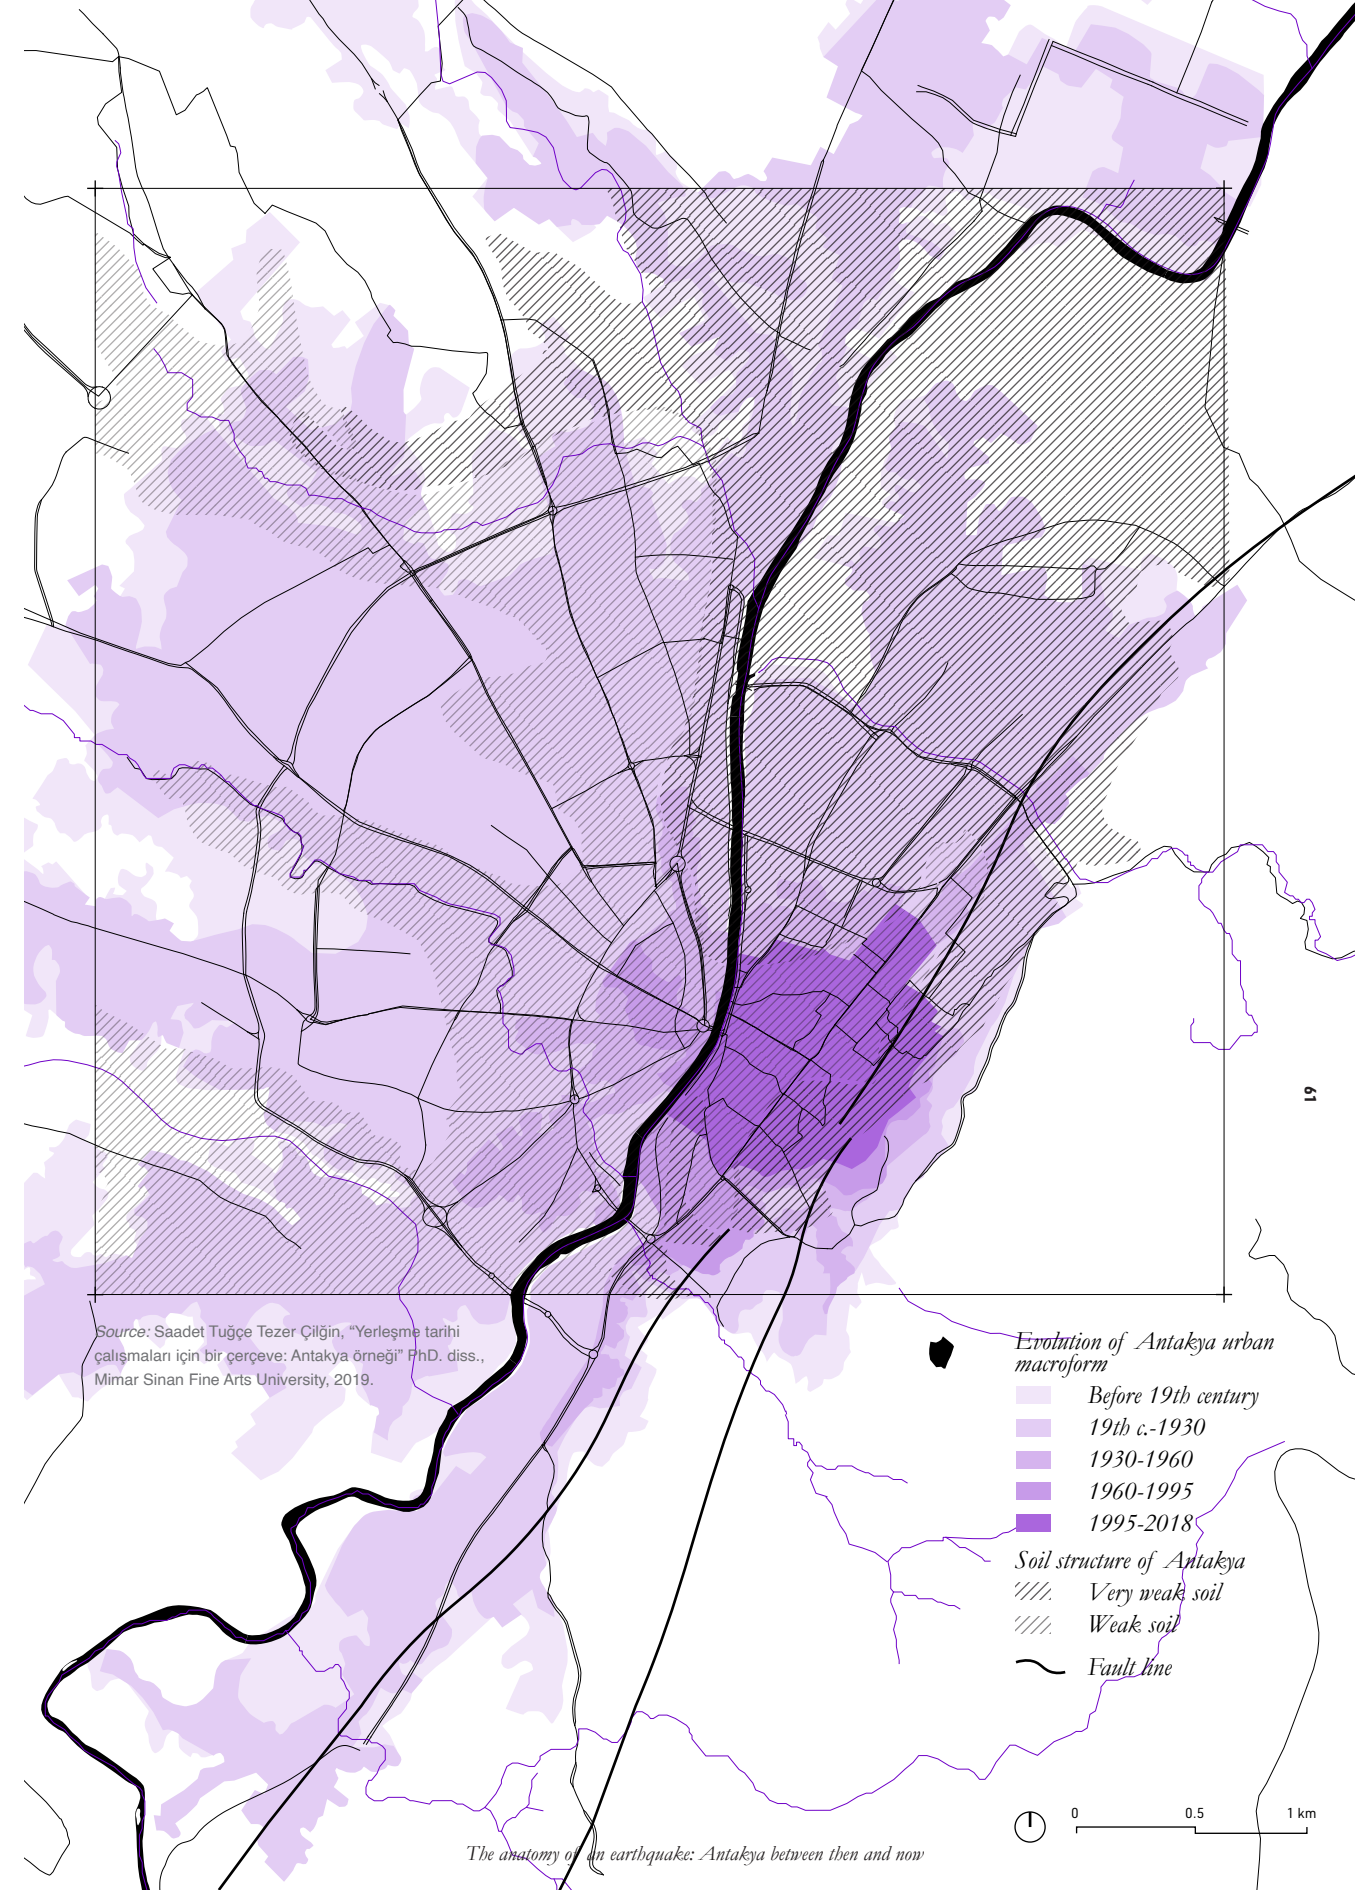 61
Source: Saadet Tuğçe Tezer Çilğin, “Yerleşme tarihi
çalışmaları için bir çerçeve: Antakya örneği” PhD. diss.,
Mimar Sinan Fine Arts University, 2019.
Evolution of Antakya urban
macroform
Before 19th century
19th c.-1930
1930-1960
1960-1995
1995-2018
Soil structure of Antakya
Very weak soil
Weak soil
Fault line
0 0.5 1 km
The anatomy of an earthquake: Antakya between then and now